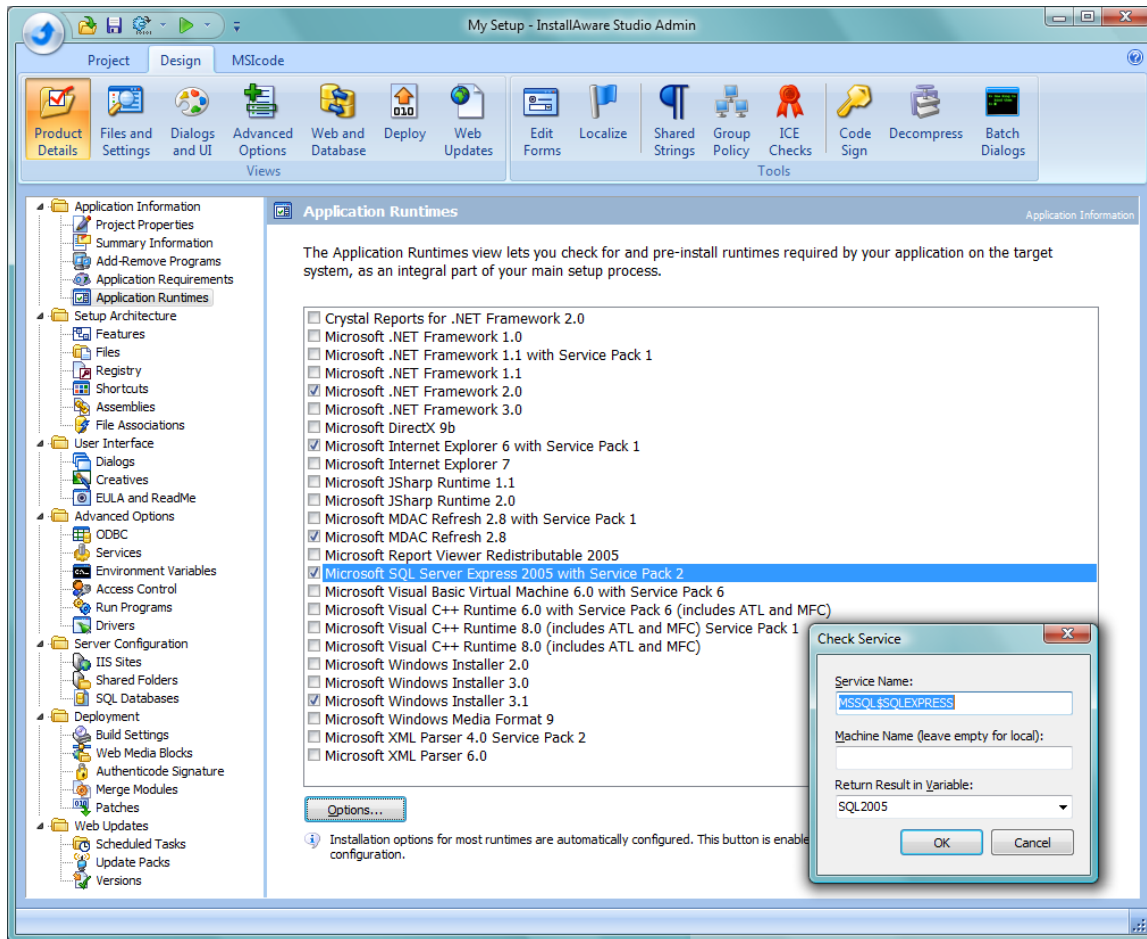 My Setup - InstallAware Studio Admin
Project
Design
MSIcode
Product Details
Files and Settings
Dialogs and UI
Advanced Options
Web and Database
Deploy
Web Updates
Edit Forms
Localize
Shared Strings
Group Policy
ICE Checks
Code Sign
Decompress
Batch Dialogs
Views
Tools
Application Information
Project Properties
Summary Information
Add-Remove Programs
Application Requirements
Application Runtimes
Setup Architecture
Features
Files
Registry
Shortcuts
Assemblies
File Associations
User Interface
Dialogs
Creatives
EULA and ReadMe
Advanced Options
ODBC
Services
Environment Variables
Access Control
Run Programs
Drivers
Server Configuration
IIS Sites
Shared Folders
SQL Databases
Deployment
Build Settings
Web Media Blocks
Authenticode Signature
Merge Modules
Patches
Web Updates
Scheduled Tasks
Update Packs
Versions
Application Runtimes
Application Information
The Application Runtimes view lets you check for and pre-install runtimes required by your application on the target
system, as an integral part of your main setup process.
Crystal Reports for .NET Framework 2.0
Microsoft .NET Framework 1.0
Microsoft .NET Framework 1.1 with Service Pack 1
Microsoft .NET Framework 1.1
Microsoft .NET Framework 2.0
Microsoft .NET Framework 3.0
Microsoft DirectX 9b
Microsoft Internet Explorer 6 with Service Pack 1
Microsoft Internet Explorer 7
Microsoft JSharp Runtime 1.1
Microsoft JSharp Runtime 2.0
Microsoft MDAC Refresh 2.8 with Service Pack 1
Microsoft MDAC Refresh 2.8
Microsoft Report Viewer Redistributable 2005
Microsoft SQL Server Express 2005 with Service Pack 2
Microsoft Visual Basic Virtual Machine 6.0 with Service Pack 6
Microsoft Visual C++ Runtime 6.0 with Service Pack 6 (includes ATL and MFC)
Microsoft Visual C++ Runtime 8.0 (includes ATL and MFC) Service Pack 1
Microsoft Visual C++ Runtime 8.0 (includes ATL and MFC)
Microsoft Windows Installer 2.0
Microsoft Windows Installer 3.0
Microsoft Windows Installer 3.1
Microsoft Windows Media Format 9
Microsoft XML Parser 4.0 Service Pack 2
Microsoft XML Parser 6.0
Options...
Installation options for most runtimes are automatically configured. This button is enable
configuration.
Check Service
Service Name:
MSSQL$SQLEXPRESS
Machine Name (leave empty for local):
Return Result in Variable:
SQL2005
OK
Cancel